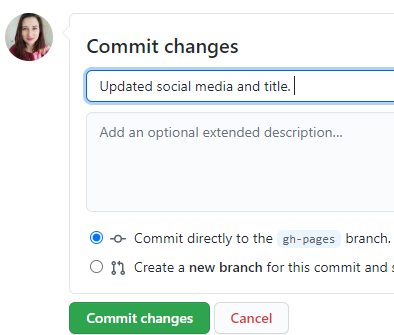 Commit changes
Updated social media and title.
Add an optional extended description...
Commit directly to the gh-pages branch.
Create a new branch for this commit and
Commit changes
Cancel